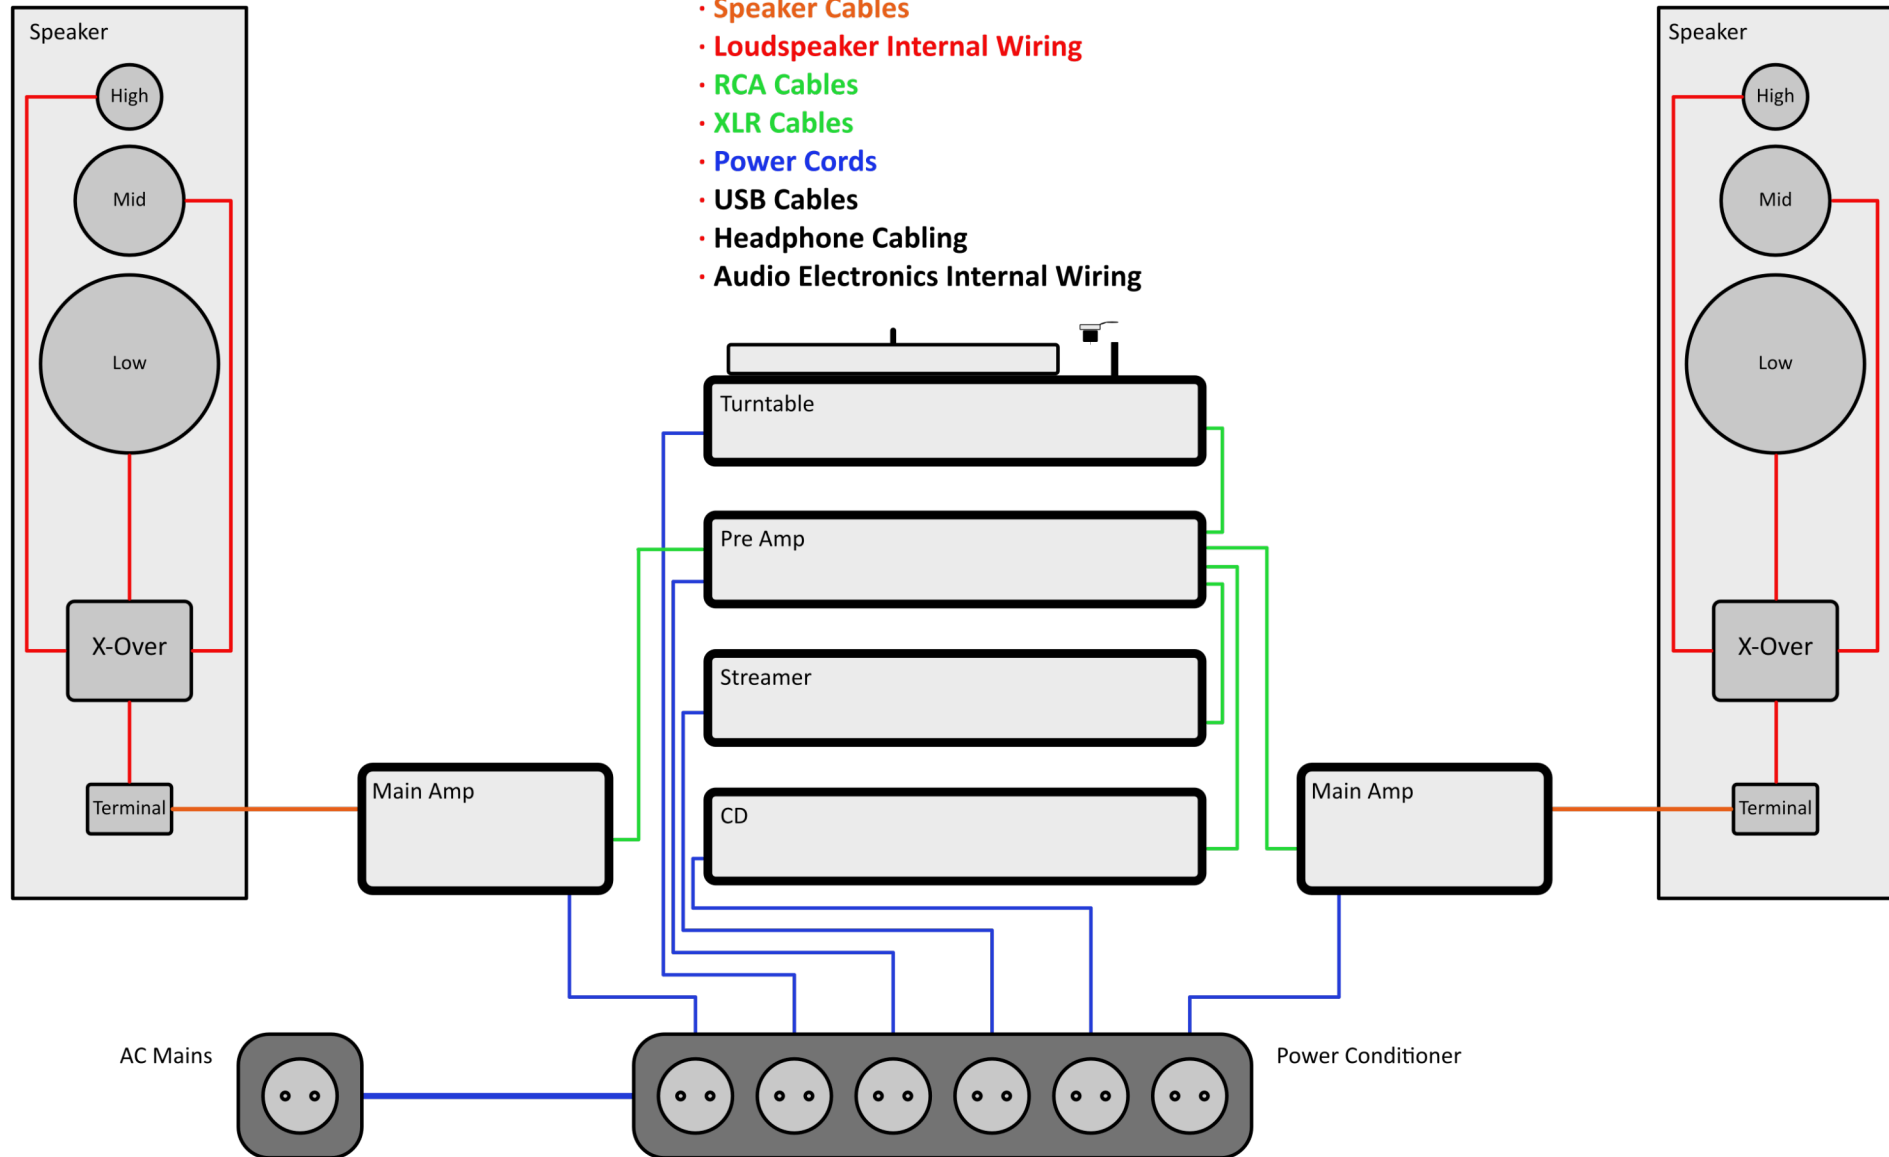 Speaker
High
Mid
Low
X-Over
Terminal
· Speaker Cables
· Loudspeaker Internal Wiring
· RCA Cables
· XLR Cables
· Power Cords
· USB Cables
· Headphone Cabling
· Audio Electronics Internal Wiring
Turntable
Pre Amp
Streamer
CD
Main Amp
Main Amp
Speaker
High
Mid
Low
X-Over
Terminal
AC Mains
Power Conditioner